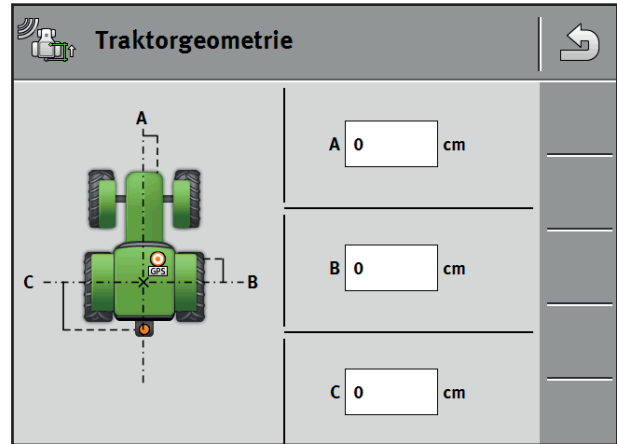 Traktorgeometrie
A
GPS
C
B
A 0 cm
B 0 cm
C 0 cm